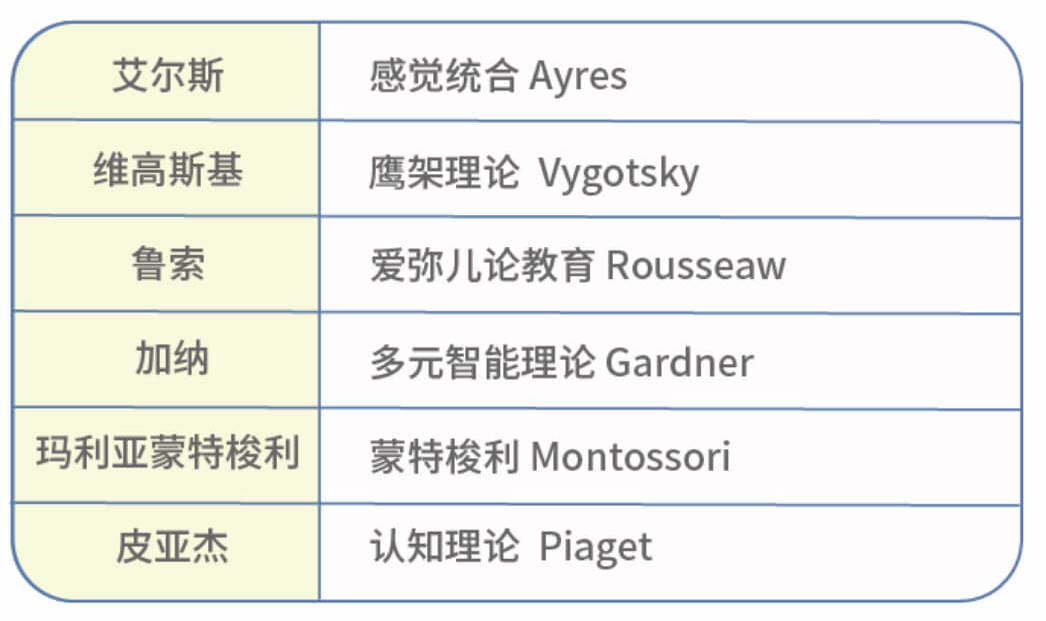 艾尔斯 感觉统合 Ayres
维高斯基 鹰架理论 Vygotsky
鲁索 爱弥儿论教育 Rousseaw
加纳 多元智能理论 Gardner
玛利亚蒙特梭利 蒙特梭利 Montossori
皮亚杰 认知理论 Piaget